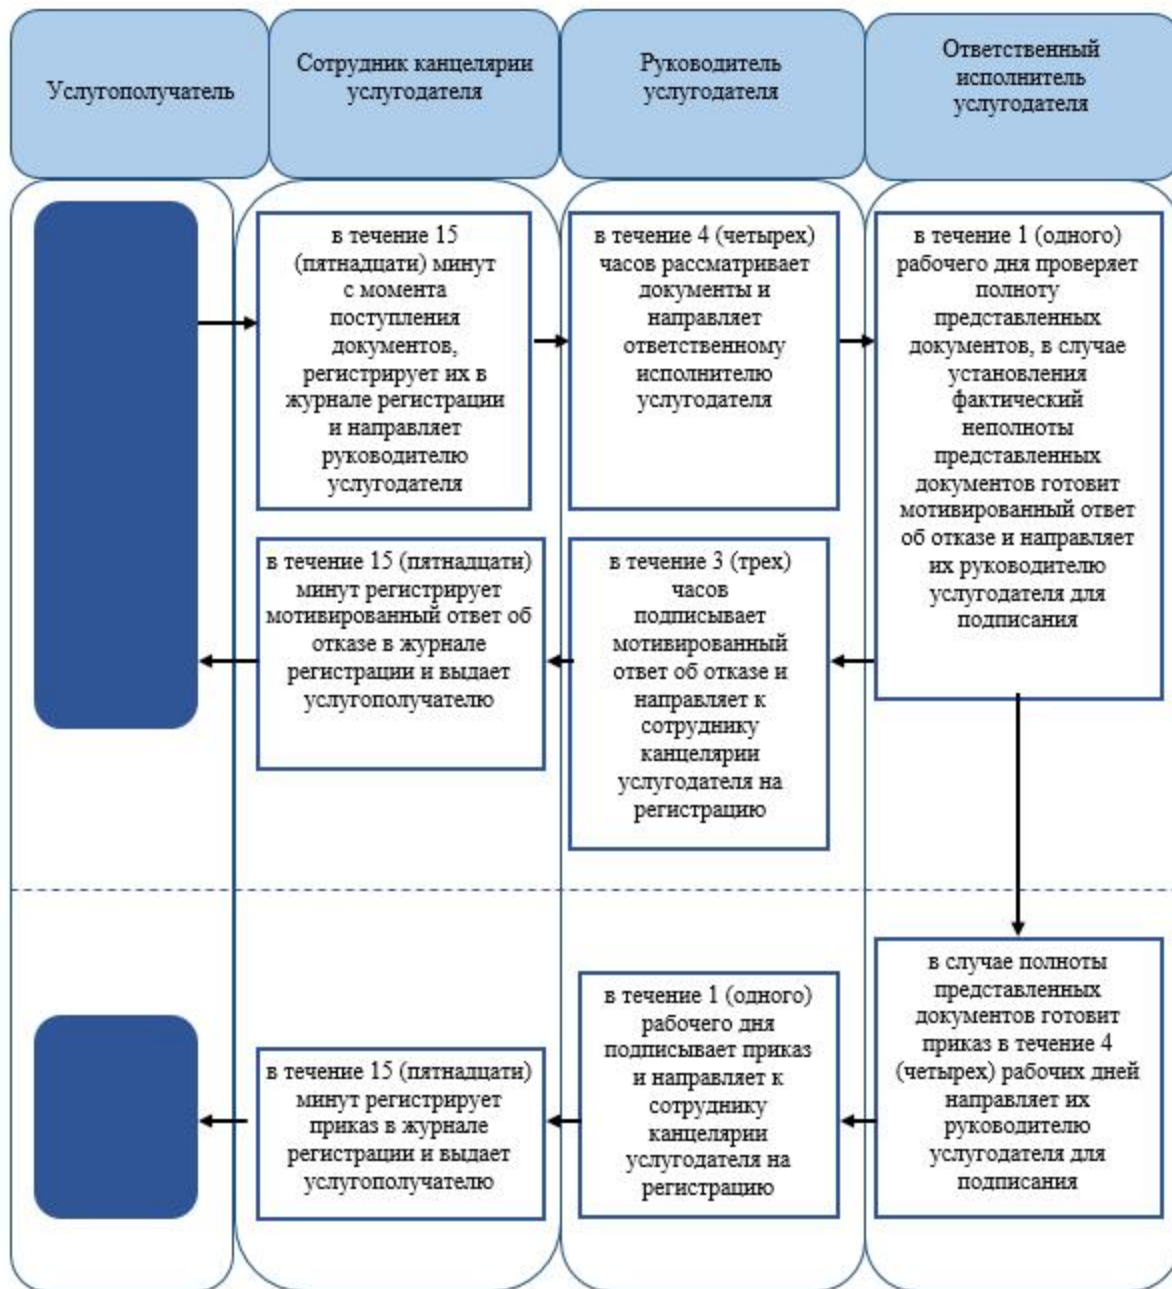 Услугополучатель
Сотрудник канцелярии
услугодателя
Руководитель
услугодателя
Ответственный
исполнитель
услугодателя
в течение 15
(пятнадцати) минут
с момента
поступления
документов,
регистрирует их в
журнале регистрации
и направляет
руководителю
услугодателя
в течение 4 (четырех)
часов рассматривает
документы и
направляет
ответственному
исполнителю
услугодателя
в течение 1 (одного)
рабочего дня проверяет
полноту
представленных
документов, в случае
установления
фактический
неполноты
представленных
документов готовит
мотивированный ответ
об отказе и направляет
их руководителю
услугодателя для
подписания
в течение 15 (пятнадцати)
минут регистрирует
мотивированный ответ об
отказе в журнале
регистрации и выдает
услугополучателю
в течение 3 (трех)
часов
подписывает
мотивированный
ответ об отказе и
направляет к
сотруднику
канцелярии
услугодателя на
регистрацию
в течение 15 (пятнадцати)
минут регистрирует
приказ в журнале
регистрации и выдает
услугополучателю
в течение 1 (одного)
рабочего дня
подписывает приказ
и направляет к
сотруднику
канцелярии
услугодателя на
регистрацию
в случае полноты
представленных
документов готовит
приказ в течение 4
(четырех) рабочих дней
направляет их
руководителю
услугодателя для
подписания